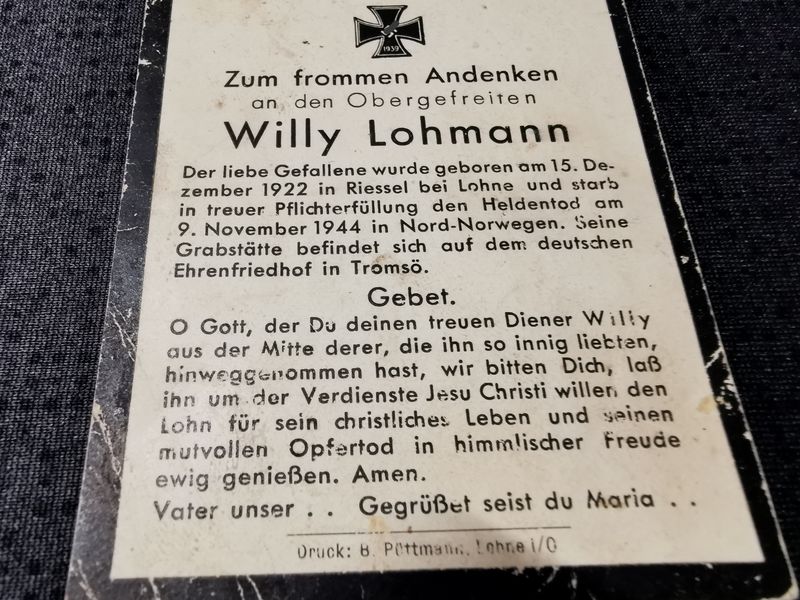 1939
Zum frommen Andenken
an den Obergefreiten
Willy Lohmann
Der liebe Gefallene wurde geboren am 15. De-
zember 1922 in Riessel bei Lohne und starb
in treuer Pflichterfüllung den Heldentod am
9. November 1944 in Nord-Norwegen. Seine
Grabstätte befindet sich auf dem deutschen
Ehrenfriedhof in Tromsö.
Gebet.
O Gott, der Du deinen treuen Diener Willy
aus der Mitte derer, die ihn so innig liebten,
hinweggenommen hast, wir bitten Dich, laß
ihn um der Verdienste Jesu Christi willen den
Lohn für sein christliches Leben und seinen
mutvollen Opfertod in himmlischer Freude
ewig genießen. Amen.
Vater unser . . Gegrüßet seist du Maria . .
Druck: B. Püttmann, Lohne i/O